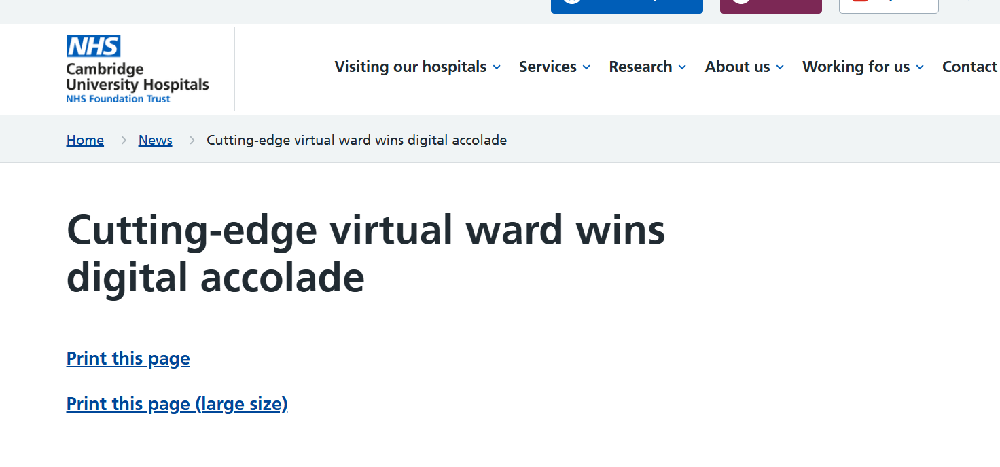 NHS
Cambridge
University Hospitals
NHS Foundation Trust
Visiting our hospitals Services Research About us Working for us Contact
Home News Cutting-edge virtual ward wins digital accolade
Cutting-edge virtual ward wins
digital accolade
Print this page
Print this page (large size)